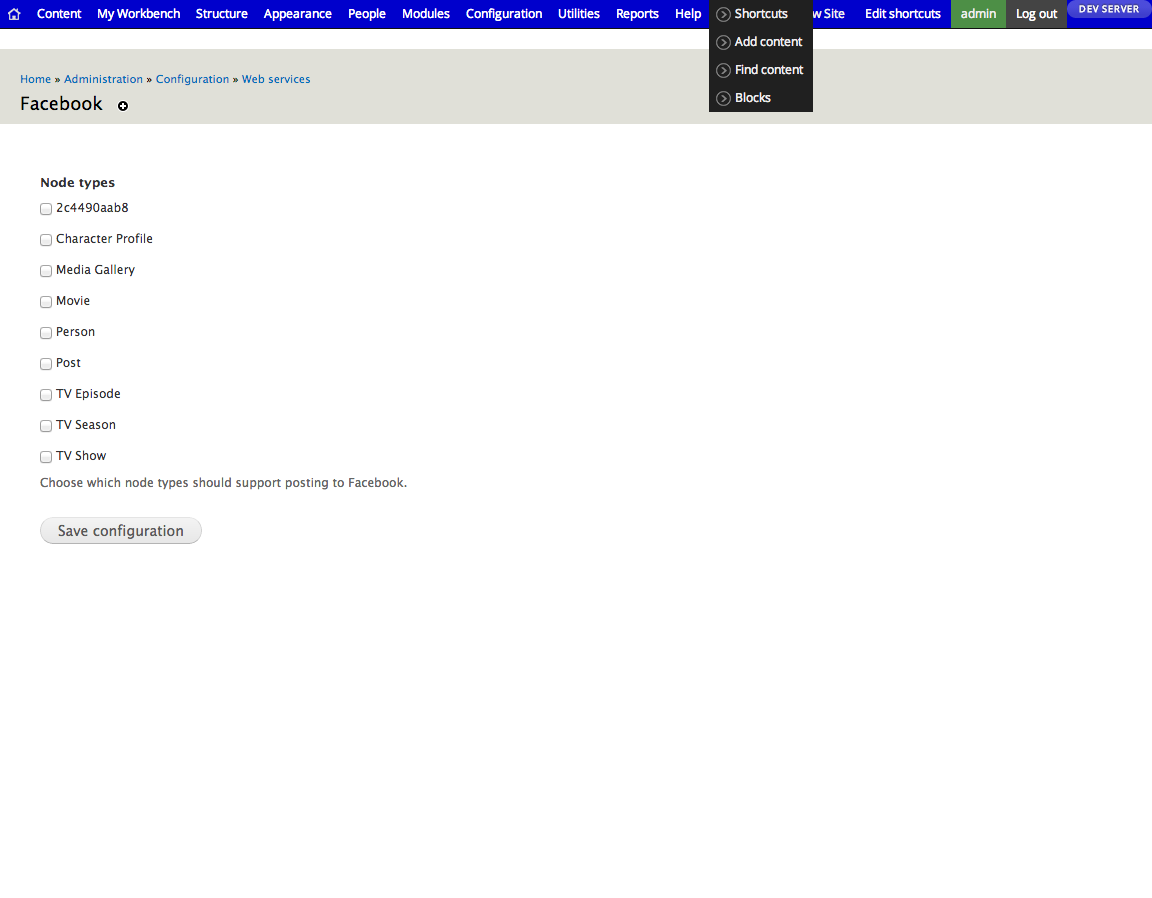 Content My Workbench Structure Appearance People Modules Configuration Utilities Reports Help Shortcuts w Site Edit shortcuts admin Log out DEV SERVER
Add content
Find content
Blocks
Home » Administration » Configuration » Web services
Facebook
Node types
2c4490aab8
Character Profile
Media Gallery
Movie
Person
Post
TV Episode
TV Season
TV Show
Choose which node types should support posting to Facebook.
Save configuration